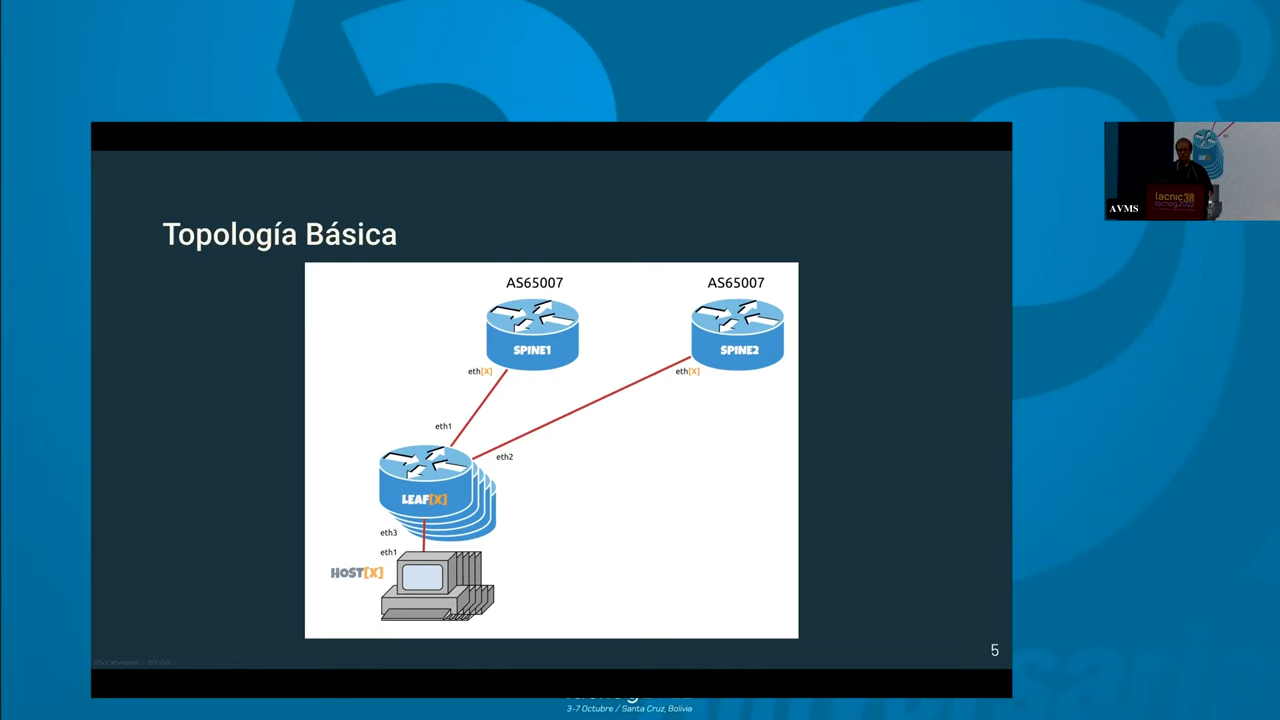 Topología Básica
AS65007
AS65007
SPINE1
SPINE2
eth[X]
eth[X]
eth1
eth2
LEAF[X]
eth3
eth1
HOST[X]
5
AVMS
lacnic38
3-7 Octubre / Santa Cruz, Bolivia